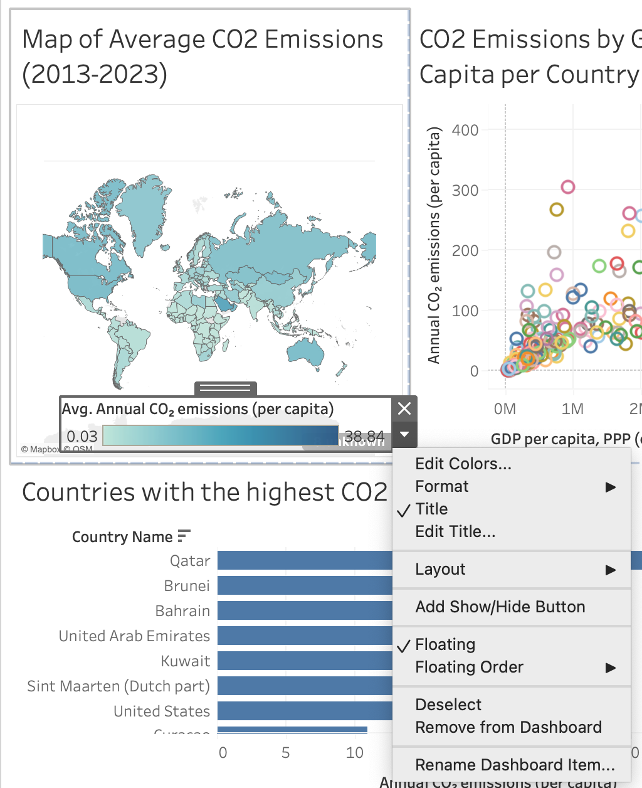 Map of Average CO2 Emissions
(2013-2023)
CO2 Emissions by G
Capita per Country
Annual CO₂ emissions (per capita)
400
300
200
100
0
0M
1M
2M
GDP per capita, PPP (
Avg. Annual CO₂ emissions (per capita)
0.03
38.84
© Mapbox © OSM
Countries with the highest CO2
Country Name
Qatar
Brunei
Bahrain
United Arab Emirates
Kuwait
Sint Maarten (Dutch part)
United States
Curacao
0
5
10
0
Annual CO₂ emissions (per capita)
Edit Colors...
Format
Title
Edit Title...
Layout
Add Show/Hide Button
Floating
Floating Order
Deselect
Remove from Dashboard
Rename Dashboard Item...